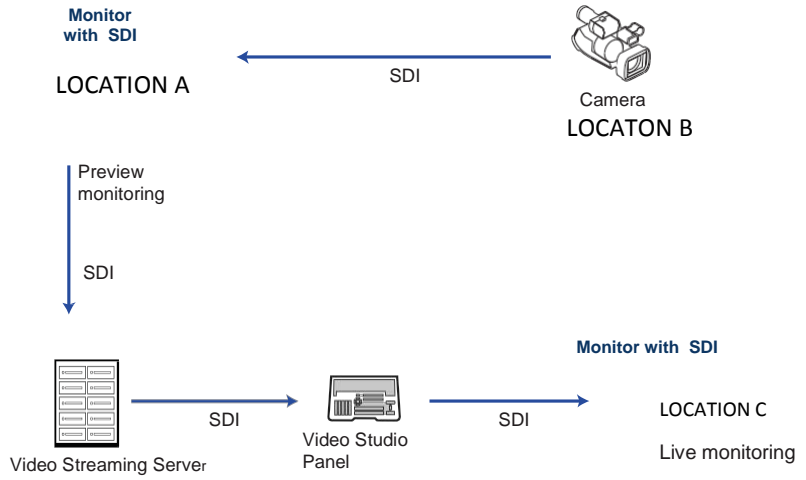 Monitor
with SDI
LOCATION A
SDI
Camera
LOCATON B
Preview
monitoring
SDI
Monitor with SDI
LOCATION C
Live monitoring
SDI
SDI
Video Streaming Server
Video Studio
Panel